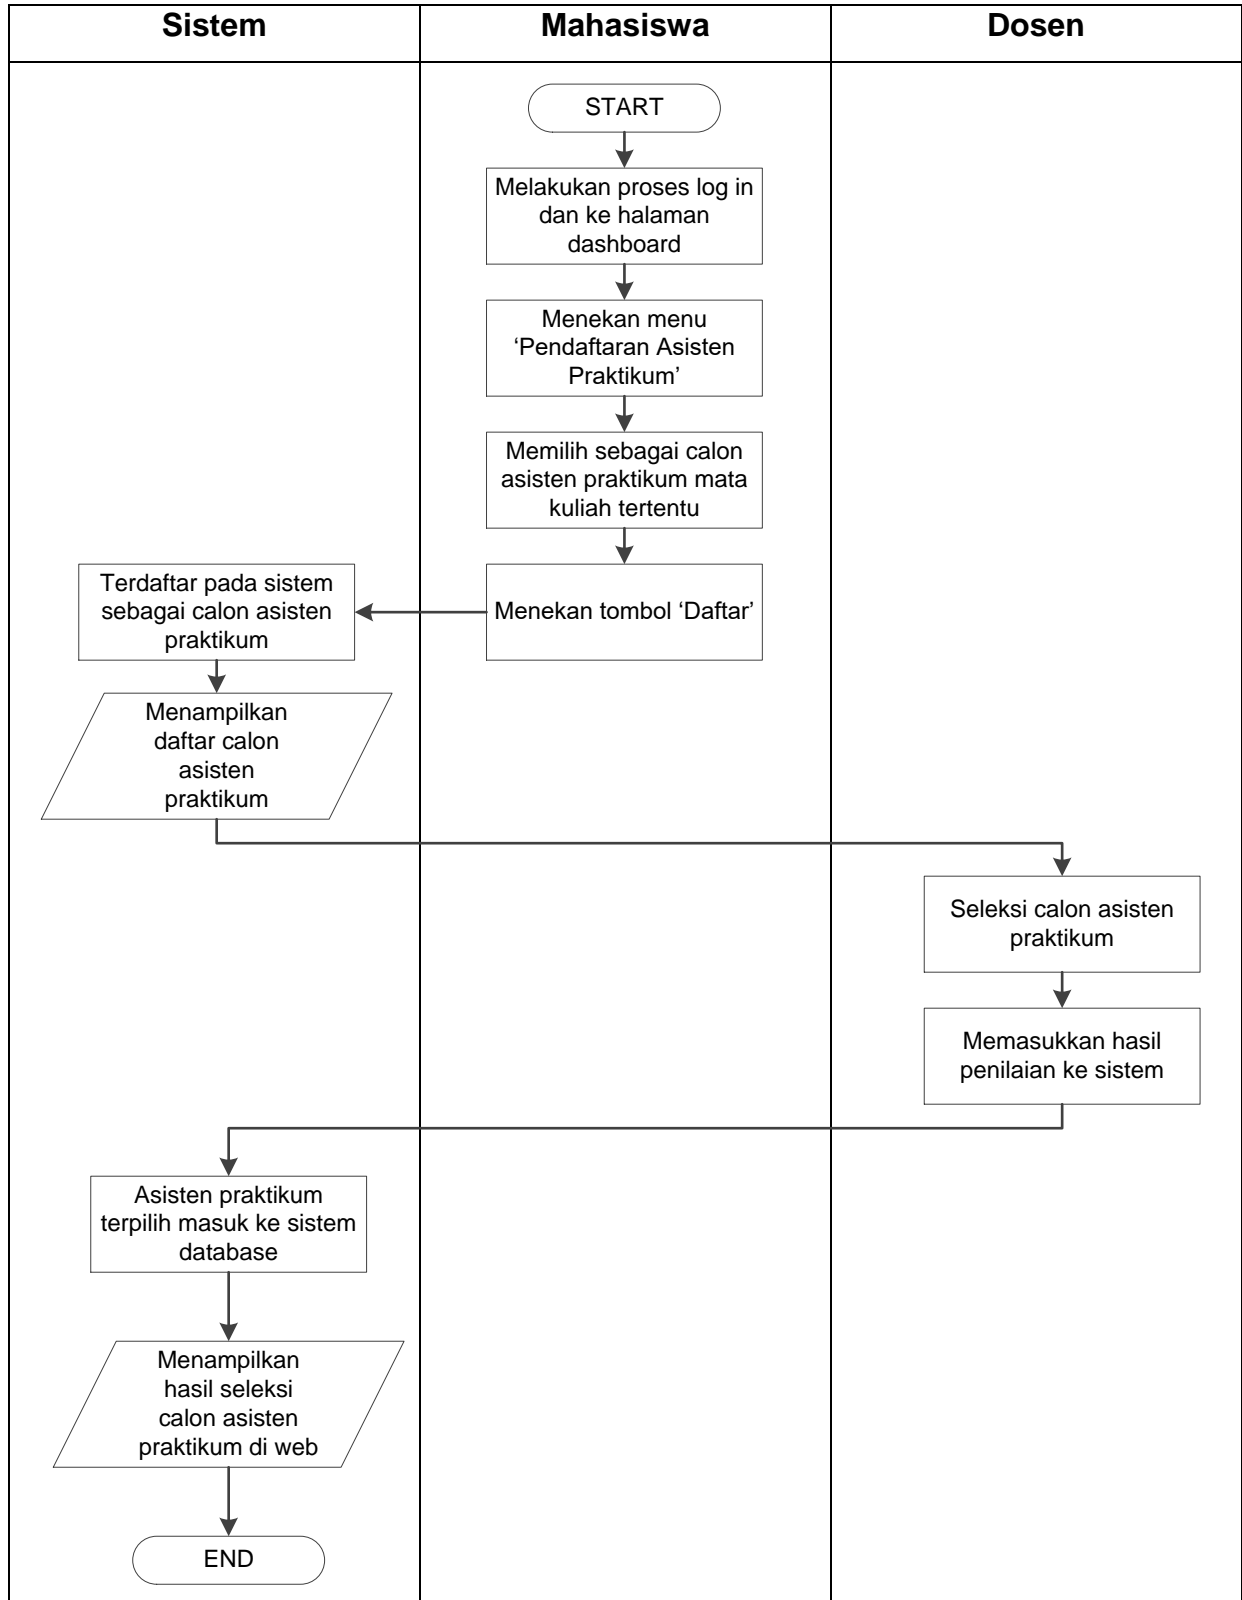 Sistem
Mahasiswa
Dosen
START
Melakukan proses log in
dan ke halaman
dashboard
Menekan menu
‘Pendaftaran Asisten
Praktikum’
Memilih sebagai calon
asisten praktikum mata
kuliah tertentu
Menekan tombol ‘Daftar’
Terdaftar pada sistem
sebagai calon asisten
praktikum
Menampilkan
daftar calon
asisten
praktikum
Seleksi calon asisten
praktikum
Memasukkan hasil
penilaian ke sistem
Asisten praktikum
terpilih masuk ke sistem
database
Menampilkan
hasil seleksi
calon asisten
praktikum di web
END